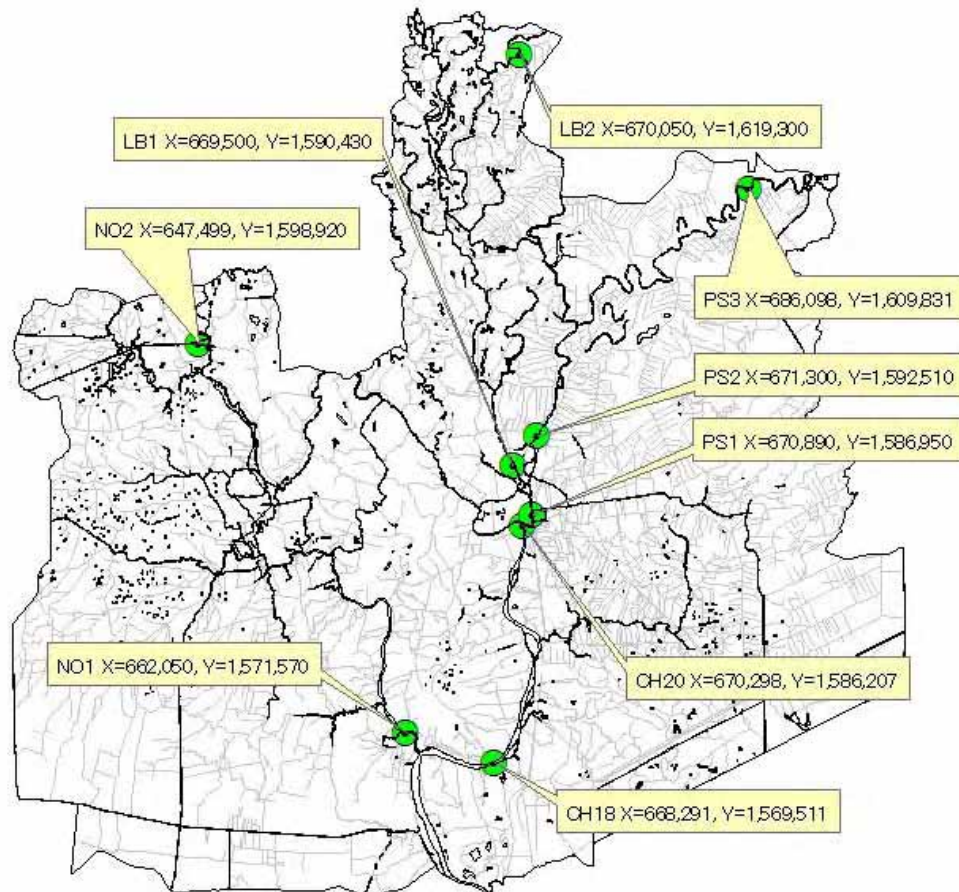 LB2 X=670,050, Y=1,619,300
LB1 X=669,500, Y=1,590,430
NO2 X=647,499, Y=1,598,920
PS3 X=686,098, Y=1,609,831
PS2 X=671,300, Y=1,592,510
PS1 X=670,890, Y=1,586,950
NO1 X=662,050, Y=1,571,570
CH20 X=670,298, Y=1,586,207
CH18 X=668,291, Y=1,569,511